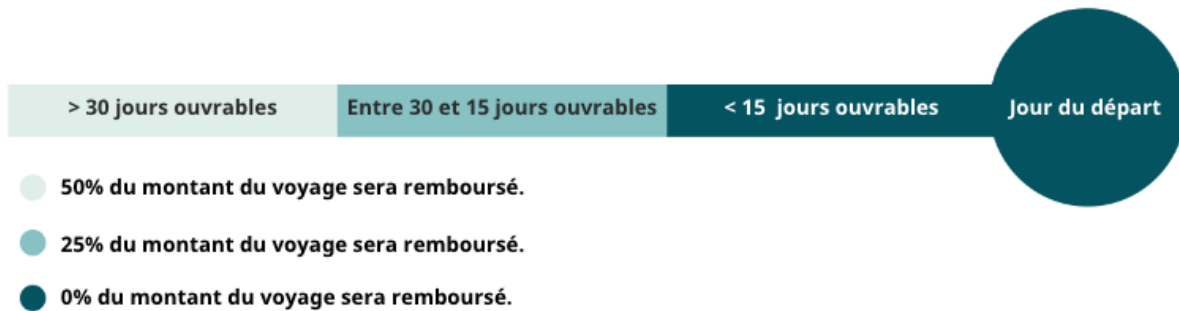 > 30 jours ouvrables
Entre 30 et 15 jours ouvrables
< 15 jours ouvrables
Jour du départ
50% du montant du voyage sera remboursé.
25% du montant du voyage sera remboursé.
0% du montant du voyage sera remboursé.